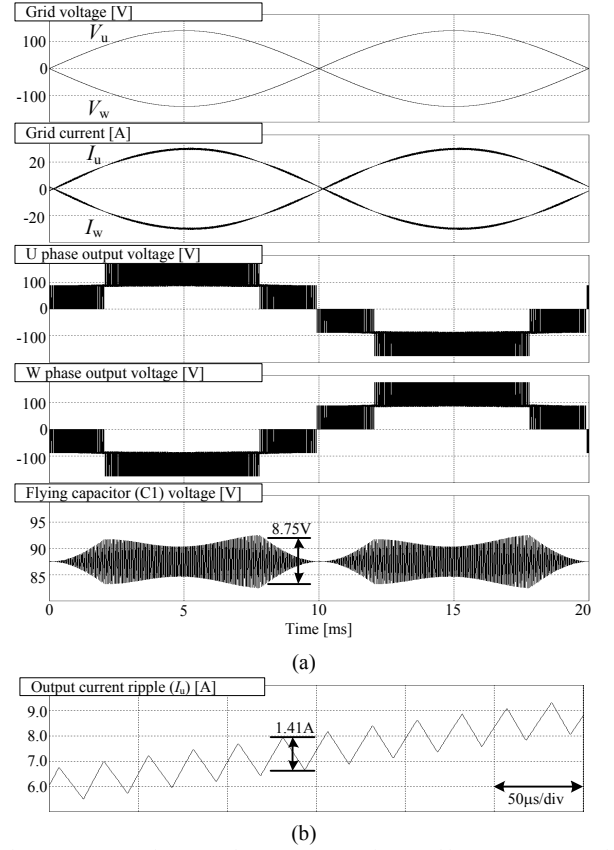 Grid voltage [V]
100
0
-100
Vu
Vw
Grid current [A]
20
0
-20
Iu
Iw
U phase output voltage [V]
100
0
-100
W phase output voltage [V]
100
0
-100
Flying capacitor (C1) voltage [V]
95
90
85
8.75V
0 5 10 15 20
Time [ms]
(a)
Output current ripple (Iu) [A]
9.0
8.0
7.0
6.0
1.41A
50μs/div
(b)